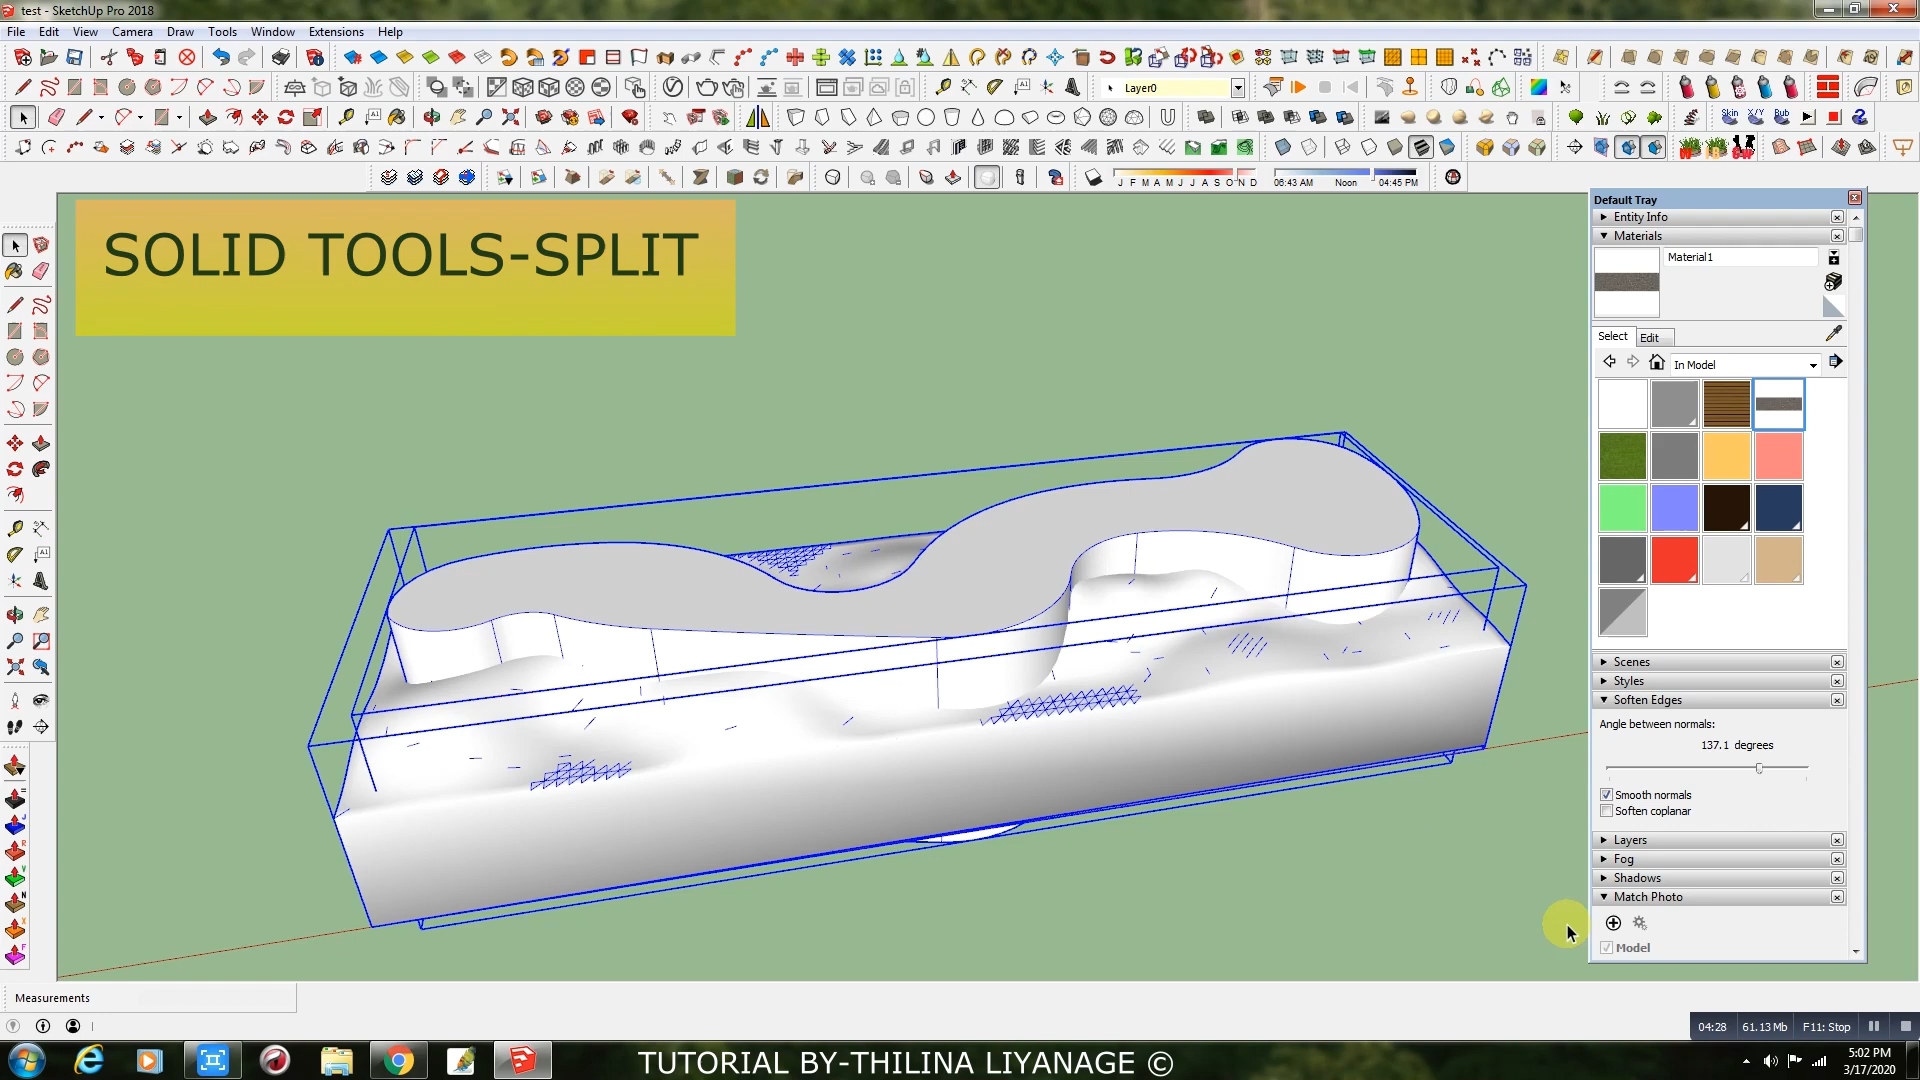 test - SketchUp Pro 2018
File Edit View Camera Draw Tools Window Extensions Help
Layer0
Skin X/Y Bub
J F M A M J J A S O N D 06:43 AM Noon 04:45 PM
SOLID TOOLS-SPLIT
Default Tray
Entity Info
Materials
Material1
Select Edit
In Model
Scenes
Styles
Soften Edges
Angle between normals:
137.1 degrees
Smooth normals
Soften coplanar
Layers
Fog
Shadows
Match Photo
Model
Measurements
04:28 61.13 Mb F11: Stop
TUTORIAL BY-THILINA LIYANAGE ©
5:02 PM
3/17/2020